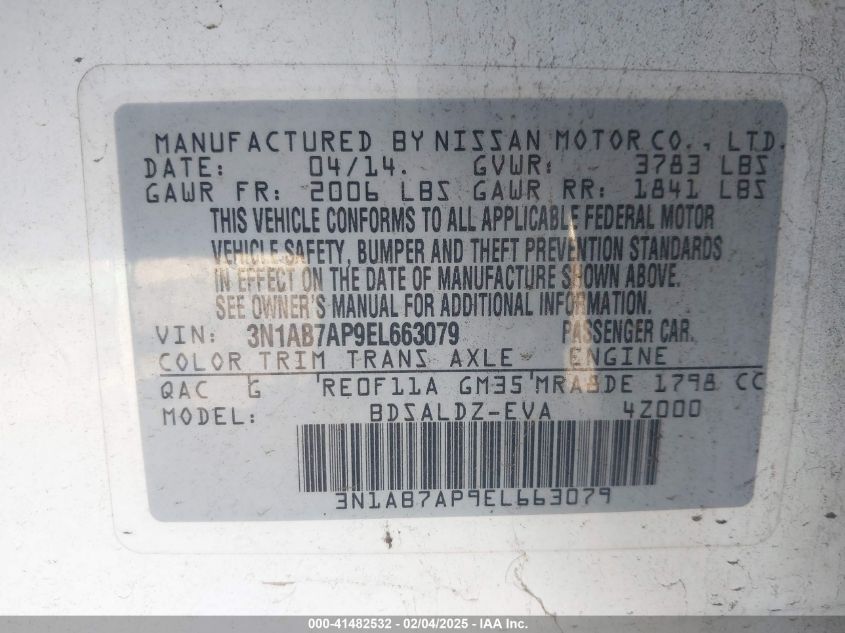 MANUFACTURED BY NISSAN MOTOR CO., LTD.
DATE: 04/14. GVWR: 3783 LBS
GAWR FR: 2006 LBS GAWR RR: 1841 LBS
THIS VEHICLE CONFORMS TO ALL APPLICABLE FEDERAL MOTOR
VEHICLE SAFETY, BUMPER AND THEFT PREVENTION STANDARDS
IN EFFECT ON THE DATE OF MANUFACTURE SHOWN ABOVE.
SEE OWNER'S MANUAL FOR ADDITIONAL INFORMATION.
VIN: 3N1AB7AP9EL663079 PASSENGER CAR.
COLOR TRIM TRANS AXLE ENGINE
QAC G RE0F11A GM35 MRA8DE 1798 CC
MODEL: BDSALDZ-EVA 4Z000
3N1AB7AP9EL663079
000-41482532 - 02/04/2025 - IAA Inc.